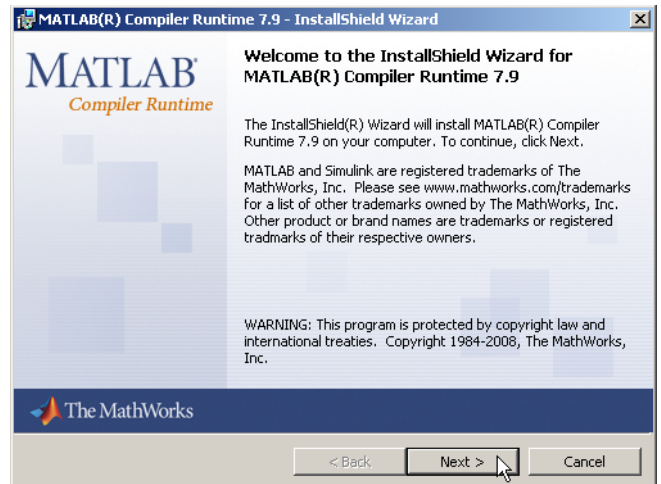 MATLAB(R) Compiler Runtime 7.9 - InstallShield Wizard
MATLAB®
Compiler Runtime
Welcome to the InstallShield Wizard for
MATLAB(R) Compiler Runtime 7.9
The InstallShield(R) Wizard will install MATLAB(R) Compiler
Runtime 7.9 on your computer. To continue, click Next.
MATLAB and Simulink are registered trademarks of The
MathWorks, Inc. Please see www.mathworks.com/trademarks
for a list of other trademarks owned by The MathWorks, Inc.
Other product or brand names are trademarks or registered
tradmarks of their respective owners.
WARNING: This program is protected by copyright law and
international treaties. Copyright 1984-2008, The MathWorks,
Inc.
The MathWorks
< Back
Next >
Cancel